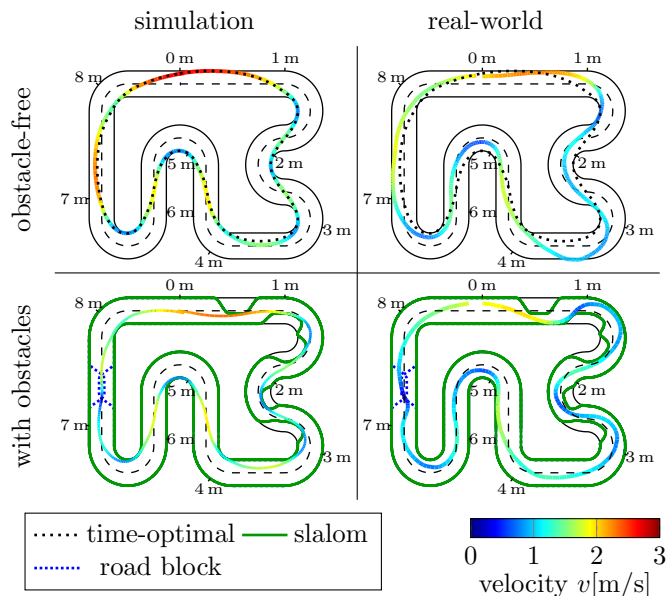 simulation real-world
obstacle-free
0 m 1 m 0 m 1 m
8 m 8 m
5 m 2 m 5 m 2 m
7 m 6 m 7 m 6 m
3 m 3 m
4 m 4 m
with obstacles
0 m 1 m 0 m 1 m
8 m 8 m
5 m 2 m 5 m 2 m
7 m 6 m 7 m 6 m
3 m 3 m
4 m 4 m
time-optimal slalom
road block
0 1 2 3
velocity v[m/s]